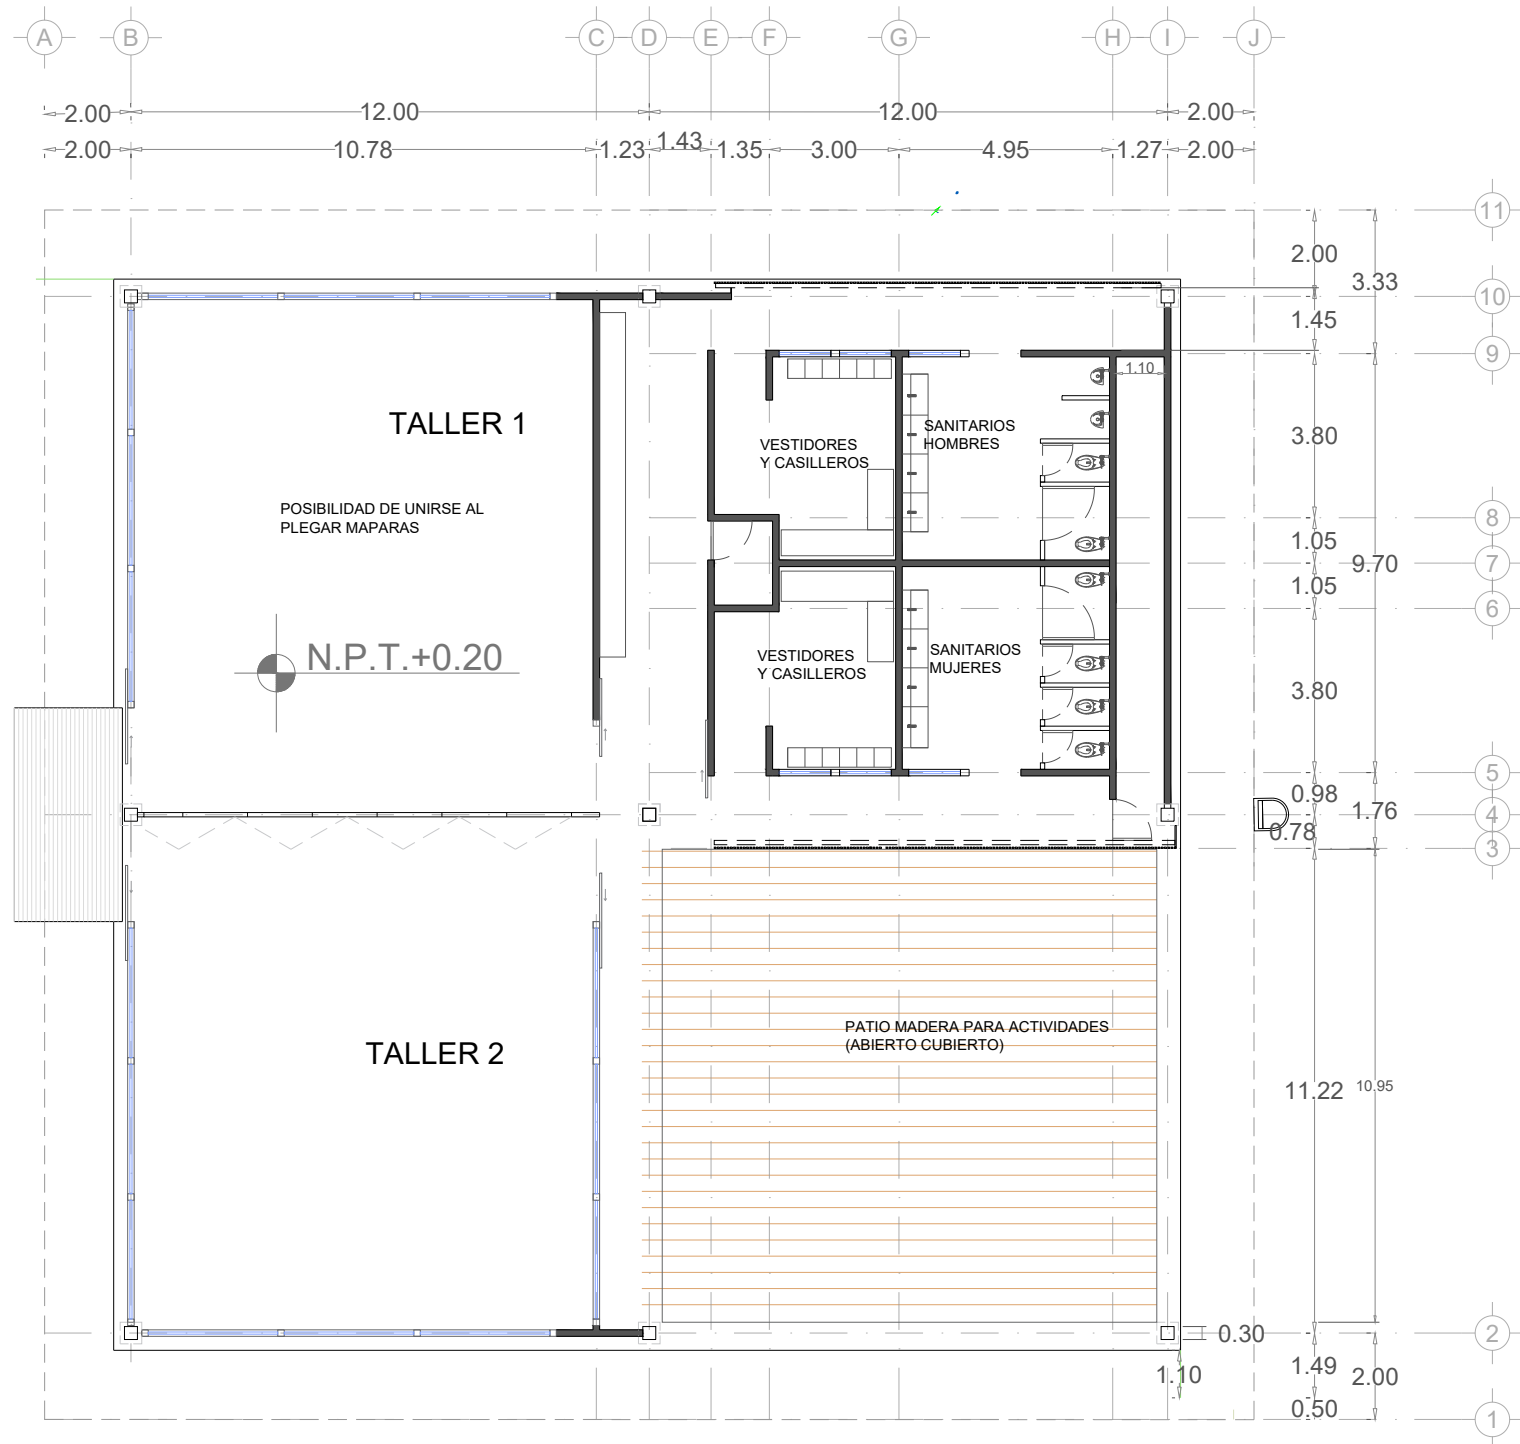 A B C D E F G H I J
2.00 12.00 12.00 2.00
2.00 10.78 1.23 1.43 1.35 3.00 4.95 1.27 2.00
11
2.00
3.33
10
1.45
9
1.10
TALLER 1
SANITARIOS
HOMBRES
3.80
VESTIDORES
Y CASILLEROS
POSIBILIDAD DE UNIRSE AL
PLEGAR MAPARAS
8
1.05
7
9.70
1.05
6
N.P.T.+0.20
VESTIDORES
Y CASILLEROS
SANITARIOS
MUJERES
3.80
5
0.98
1.76
4
0.78
3
PATIO MADERA PARA ACTIVIDADES
(ABIERTO CUBIERTO)
TALLER 2
11.22
10.95
0.30
2
1.10
1.49
2.00
0.50
1